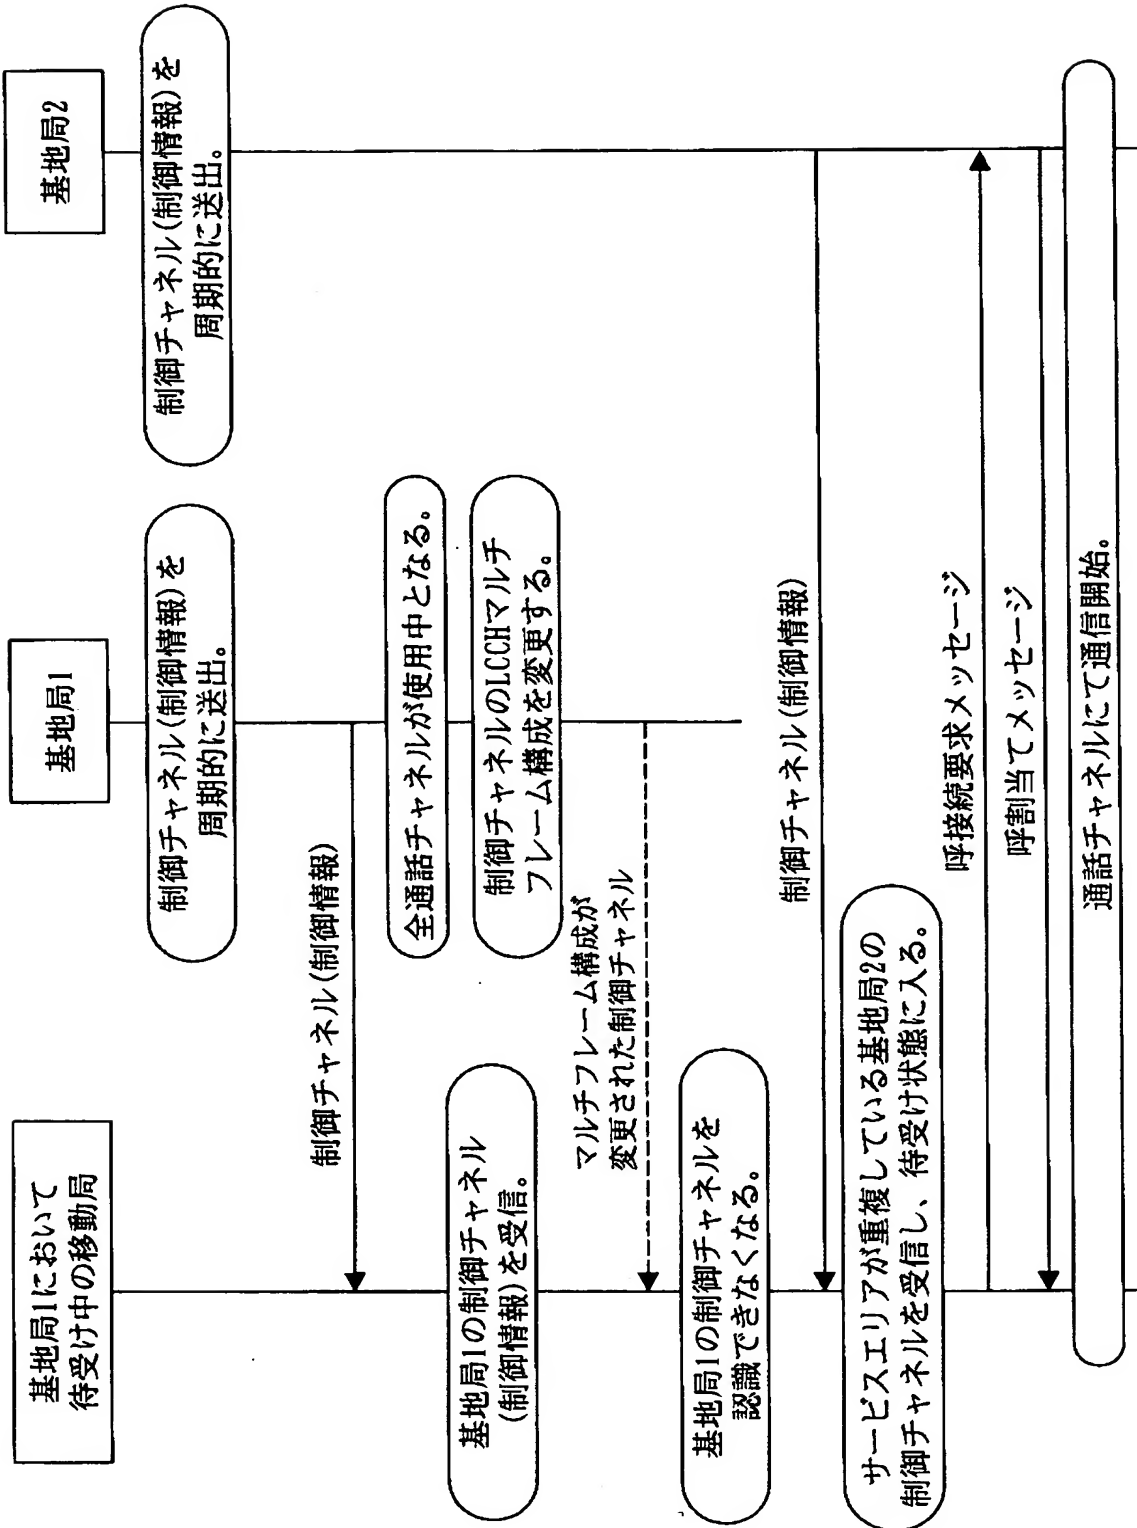 基地局1において
待受け中の移動局
基地局1
基地局2
制御チャネル(制御情報)を
周期的に送出。
制御チャネル(制御情報)を
周期的に送出。
制御チャネル(制御情報)
全通話チャネルが使用中となる。
基地局1の制御チャネル
(制御情報)を受信。
制御チャネルのLCCHマルチ
フレーム構成を変更する。
マルチフレーム構成が
変更された制御チャネル
基地局1の制御チャネルを
認識できなくなる。
制御チャネル(制御情報)
サービスエリアが重複している基地局2の
制御チャネルを受信し、待受け状態に入る。
呼接続要求メッセージ
呼割当てメッセージ
通話チャネルにて通信開始。